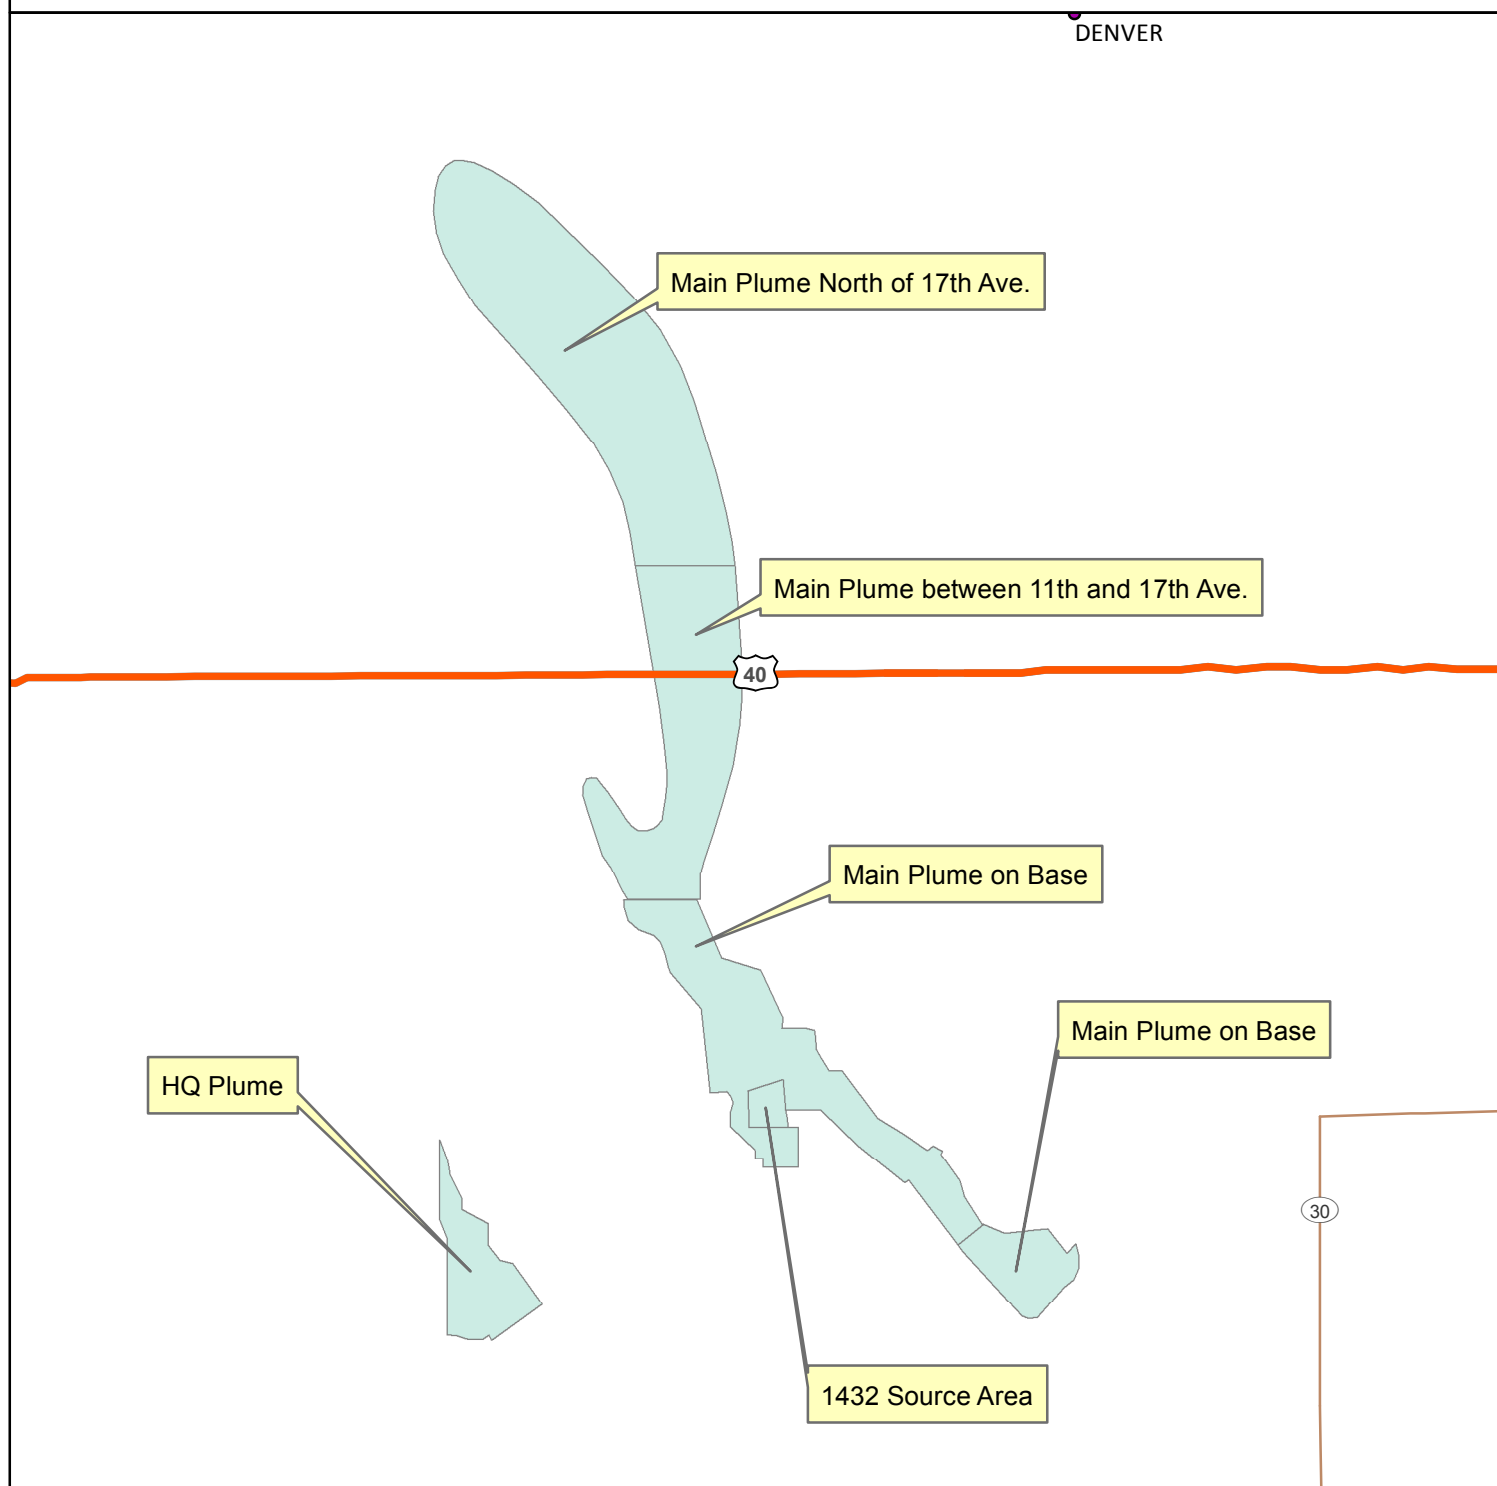 DENVER
Main Plume North of 17th Ave.
Main Plume between 11th and 17th Ave.
40
Main Plume on Base
Main Plume on Base
HQ Plume
30
1432 Source Area